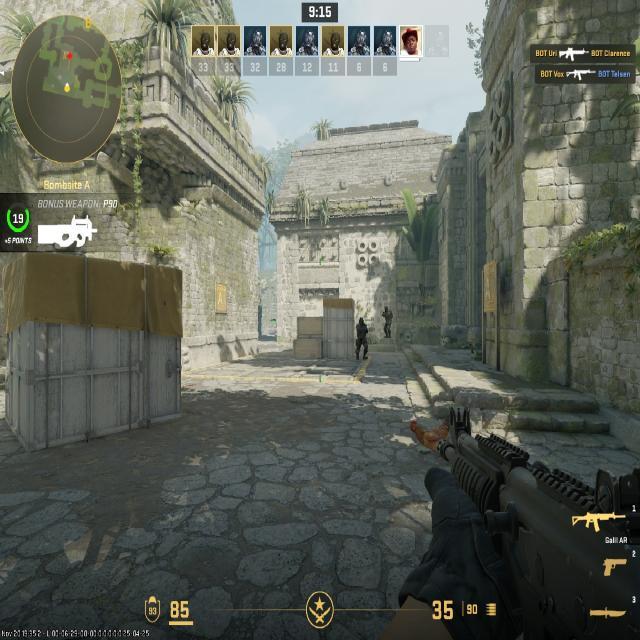 9:15
33 33 32 28 12 11 6 6
BOT Uri BOT Clarence
BOT Vox BOT Telsen
Bombsite A
BONUS WEAPON: P90
19
+5 POINTS
1
Galil AR
2
3
93 85
35 | 90